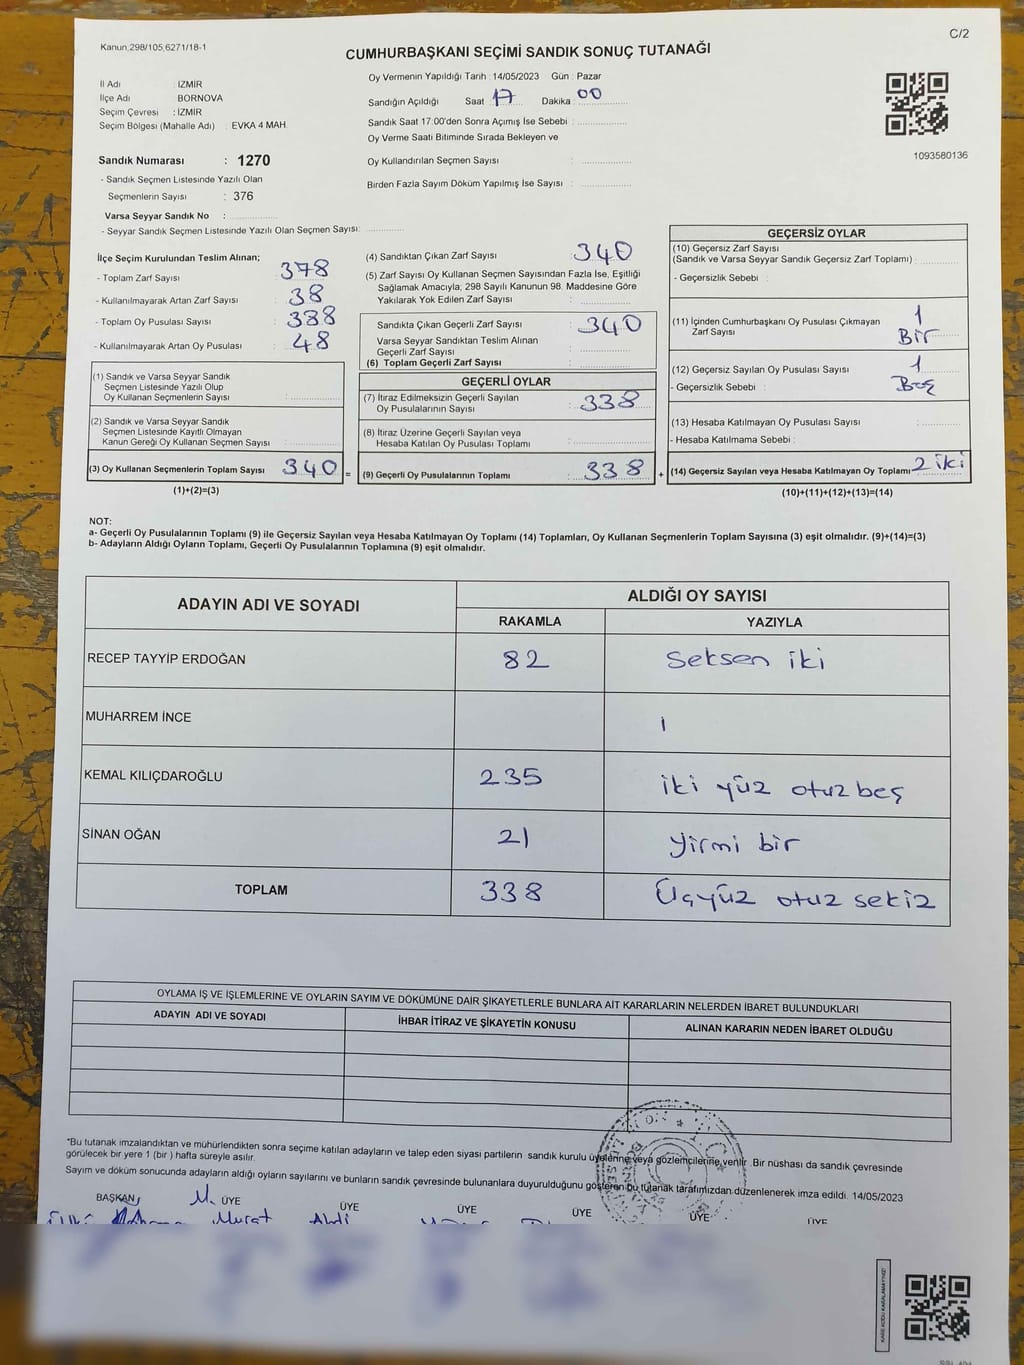 Kanun,298/105,6271/18-1
C/2
CUMHURBAŞKANI SEÇİMİ SANDIK SONUÇ TUTANAĞI
İl Adı : İZMİR
İlçe Adı BORNOVA
Seçim Çevresi : İZMİR
Seçim Bölgesi (Mahalle Adı) : EVKA 4 MAH.
Oy Vermenin Yapıldığı Tarih : 14/05/2023 Gün : Pazar
Sandığın Açıldığı Saat 17 Dakika 00
Sandık Saat 17:00'den Sonra Açımış İse Sebebi :
Oy Verme Saati Bitiminde Sırada Bekleyen ve
Oy Kullandırılan Seçmen Sayısı :
Birden Fazla Sayım Döküm Yapılmış İse Sayısı :
1093580136
Sandık Numarası : 1270
- Sandık Seçmen Listesinde Yazılı Olan
Seçmenlerin Sayısı : 376
Varsa Seyyar Sandık No :
- Seyyar Sandık Seçmen Listesinde Yazılı Olan Seçmen Sayısı:
İlçe Seçim Kurulundan Teslim Alınan;
- Toplam Zarf Sayısı : 378
- Kullanılmayarak Artan Zarf Sayısı : 38
- Toplam Oy Pusulası Sayısı : 388
- Kullanılmayarak Artan Oy Pusulası : 48
(1) Sandık ve Varsa Seyyar Sandık
Seçmen Listesinde Yazılı Olup
Oy Kullanan Seçmenlerin Sayısı :
(2) Sandık ve Varsa Seyyar Sandık
Seçmen Listesinde Kayıtlı Olmayan
Kanun Gereği Oy Kullanan Seçmen Sayısı :
(3) Oy Kullanan Seçmenlerin Toplam Sayısı 340 =
(1)+(2)=(3)
(4) Sandıktan Çıkan Zarf Sayısı : 340
(5) Zarf Sayısı Oy Kullanan Seçmen Sayısından Fazla İse, Eşitliği
Sağlamak Amacıyla, 298 Sayılı Kanunun 98. Maddesine Göre
Yakılarak Yok Edilen Zarf Sayısı :
Sandıkta Çıkan Geçerli Zarf Sayısı : 340
Varsa Seyyar Sandıktan Teslim Alınan
Geçerli Zarf Sayısı :
(6) Toplam Geçerli Zarf Sayısı :
GEÇERLİ OYLAR
(7) İtiraz Edilmeksizin Geçerli Sayılan
Oy Pusulalarının Sayısı : 338
(8) İtiraz Üzerine Geçerli Sayılan veya
Hesaba Katılan Oy Pusulası Toplamı :
(9) Geçerli Oy Pusulalarının Toplamı : 338 +
GEÇERSİZ OYLAR
(10) Geçersiz Zarf Sayısı
(Sandık ve Varsa Seyyar Sandık Geçersiz Zarf Toplamı) :
- Geçersizlik Sebebi :
(11) İçinden Cumhurbaşkanı Oy Pusulası Çıkmayan 1
Zarf Sayısı Bir
(12) Geçersiz Sayılan Oy Pusulası Sayısı : 1
- Geçersizlik Sebebi : Boş
(13) Hesaba Katılmayan Oy Pusulası Sayısı :
- Hesaba Katılmama Sebebi :
(14) Geçersiz Sayılan veya Hesaba Katılmayan Oy Toplamı 2 iki
(10)+(11)+(12)+(13)=(14)
NOT:
a- Geçerli Oy Pusulalarının Toplamı (9) ile Geçersiz Sayılan veya Hesaba Katılmayan Oy Toplamı (14) Toplamları, Oy Kullanan Seçmenlerin Toplam Sayısına (3) eşit olmalıdır. (9)+(14)=(3)
b- Adayların Aldığı Oyların Toplamı, Geçerli Oy Pusulalarının Toplamına (9) eşit olmalıdır.
ADAYIN ADI VE SOYADI
ALDIĞI OY SAYISI
RAKAMLA YAZIYLA
RECEP TAYYİP ERDOĞAN 82 Seksen iki
MUHARREM İNCE
KEMAL KILIÇDAROĞLU 235 iki yüz otuz beş
SİNAN OĞAN 21 yirmi bir
TOPLAM 338 Üçyüz otuz sekiz
OYLAMA İŞ VE İŞLEMLERİNE VE OYLARIN SAYIM VE DÖKÜMÜNE DAİR ŞİKAYETLERLE BUNLARA AİT KARARLARIN NELERDEN İBARET BULUNDUKLARI
ADAYIN ADI VE SOYADI İHBAR İTİRAZ VE ŞİKAYETİN KONUSU ALINAN KARARIN NEDEN İBARET OLDUĞU
*Bu tutanak imzalandıktan ve mühürlendikten sonra seçime katılan adayların ve talep eden siyasi partilerin sandık kurulu üyelerine veya gözlemcilerine verilir. Bir nüshası da sandık çevresinde
görülecek bir yere 1 (bir ) hafta süreyle asılır.
Sayım ve döküm sonucunda adayların aldığı oyların sayılarını ve bunların sandık çevresinde bulunanlara duyurulduğunu gösteren bu tutanak tarafımızdan düzenlenerek imza edildi. 14/05/2023
BAŞKAN M. ÜYE ÜYE ÜYE ÜYE ÜYE ÜYE
Murat
KARE KODU KARALAMAYINIZ!